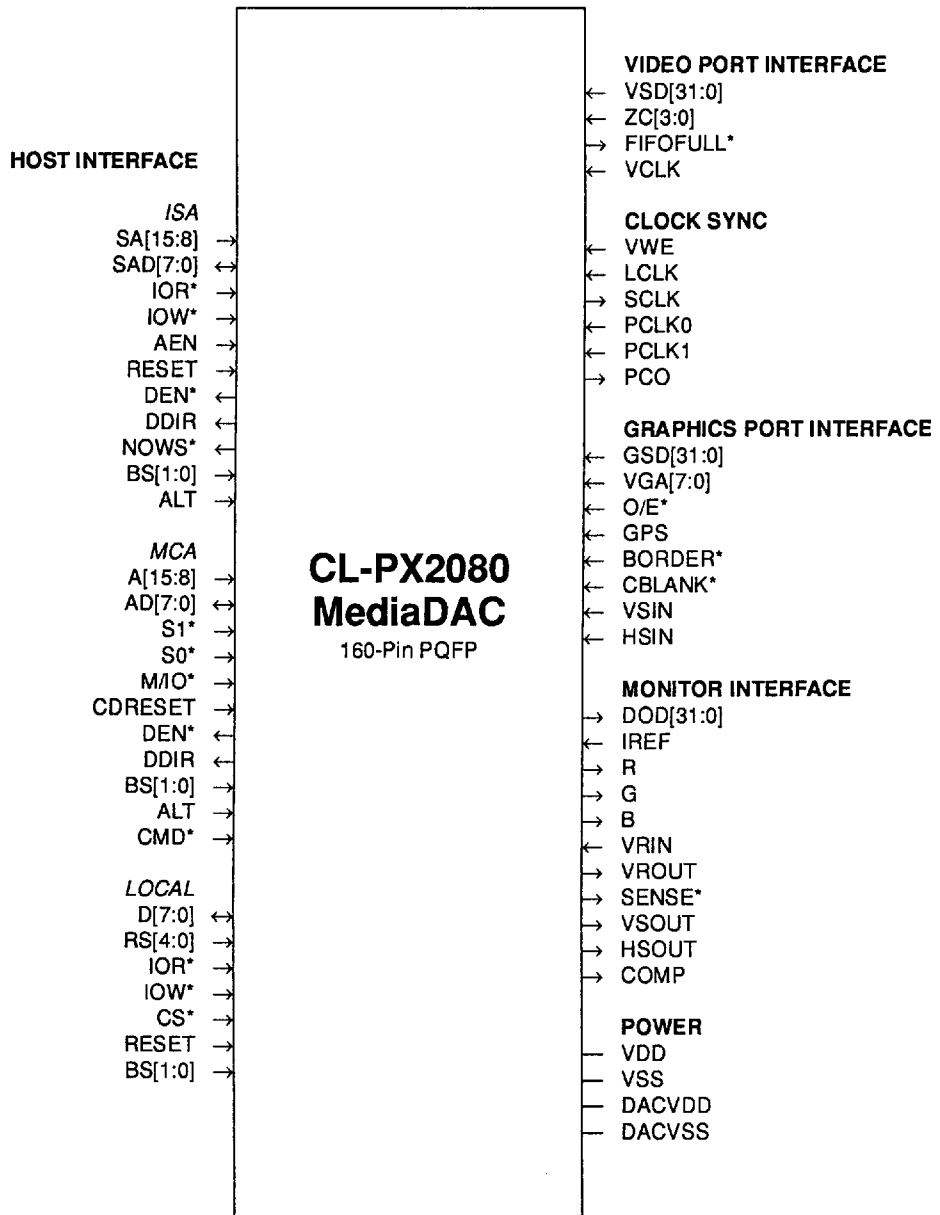 HOST INTERFACE
ISA
SA[15:8]
SAD[7:0]
IOR*
IOW*
AEN
RESET
DEN*
DDIR
NOWS*
BS[1:0]
ALT
MCA
A[15:8]
AD[7:0]
S1*
S0*
M/IO*
CDRESET
DEN*
DDIR
BS[1:0]
ALT
CMD*
LOCAL
D[7:0]
RS[4:0]
IOR*
IOW*
CS*
RESET
BS[1:0]
CL-PX2080
MediaDAC
160-Pin PQFP
VIDEO PORT INTERFACE
VSD[31:0]
ZC[3:0]
FIFOFULL*
VCLK
CLOCK SYNC
VWE
LCLK
SCLK
PCLK0
PCLK1
PCO
GRAPHICS PORT INTERFACE
GSD[31:0]
VGA[7:0]
O/E*
GPS
BORDER*
CBLANK*
VSIN
HSIN
MONITOR INTERFACE
DOD[31:0]
IREF
R
G
B
VRIN
VROUT
SENSE*
VSOUT
HSOUT
COMP
POWER
VDD
VSS
DACVDD
DACVSS